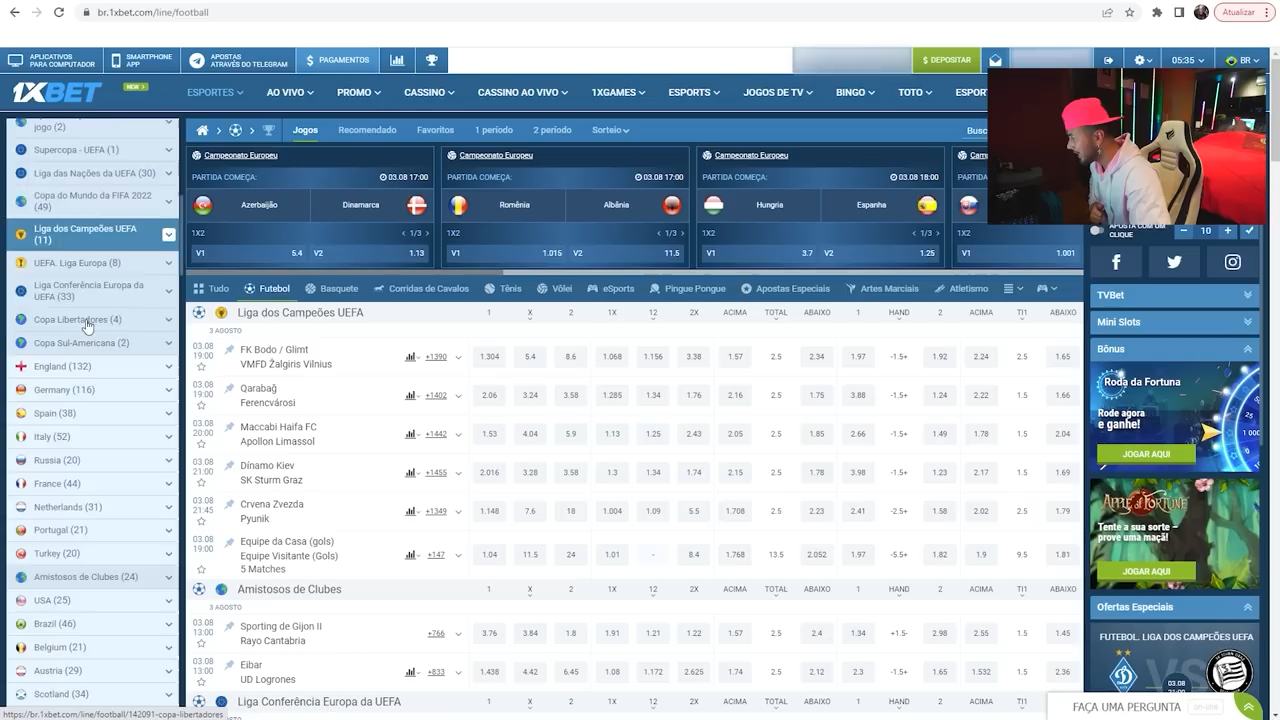 br.1xbet.com/line/football
Atualizar
APLICATIVOS
PARA COMPUTADOR
SMARTPHONE
APP
APOSTAS
ATRAVÉS DO TELEGRAM
$ PAGAMENTOS
$ DEPOSITAR
05:35
BR
1XBET
NEW
ESPORTES
AO VIVO
PROMO
CASSINO
CASSINO AO VIVO
1XGAMES
ESPORTS
JOGOS DE TV
BINGO
TOTO
ESPORT
jogo (2)
Supercopa - UEFA (1)
Liga das Nações da UEFA (30)
Copa do Mundo da FIFA 2022
(49)
Liga dos Campeões UEFA
(11)
UEFA. Liga Europa (8)
Liga Conferência Europa da
UEFA (33)
Copa Libertadores (4)
Copa Sul-Americana (2)
England (132)
Germany (116)
Spain (38)
Italy (52)
Russia (20)
France (44)
Netherlands (31)
Portugal (21)
Turkey (20)
Amistosos de Clubes (24)
USA (25)
Brazil (46)
Belgium (21)
Austria (29)
Scotland (34)
https://br.1xbet.com/line/football/142091-copa-libertadores
Jogos
Recomendado
Favoritos
1 período
2 período
Sorteio
Busc
Campeonato Europeu
PARTIDA COMEÇA:
03.08 17:00
Azerbaijão
Dinamarca
1X2
1/3
V1 5.4 V2 1.13
Campeonato Europeu
PARTIDA COMEÇA:
03.08 17:00
Romênia
Albânia
1X2
1/3
V1 1.015 V2 11.5
Campeonato Europeu
PARTIDA COMEÇA:
03.08 18:00
Hungria
Espanha
1X2
1/3
V1 3.7 V2 1.25
Campe
PARTIDA
1X2
V1 1.001
Tudo
Futebol
Basquete
Corridas de Cavalos
Tênis
Vôlei
eSports
Pingue Pongue
Apostas Especiais
Artes Marciais
Atletismo
Liga dos Campeões UEFA 1 X 2 1X 12 2X ACIMA TOTAL ABAIXO 1 HAND 2 ACIMA TI1 ABAIXO
3 AGOSTO
03.08
19:00
FK Bodo / Glimt
VMFD Žalgiris Vilnius
+1390 1.304 5.4 8.6 1.068 1.156 3.38 1.57 2.5 2.34 1.97 -1.5+ 1.92 2.24 2.5 1.65
03.08
19:00
Qarabağ
Ferencvárosi
+1402 2.06 3.24 3.58 1.285 1.34 1.76 2.16 2.5 1.75 3.88 -1.5+ 1.24 2.22 1.5 1.66
03.08
20:00
Maccabi Haifa FC
Apollon Limassol
+1442 1.53 4.04 5.9 1.13 1.25 2.43 2.05 2.5 1.85 2.66 -1.5+ 1.49 1.78 1.5 2.04
03.08
21:00
Dínamo Kiev
SK Sturm Graz
+1455 2.016 3.28 3.58 1.3 1.34 1.74 2.15 2.5 1.78 3.98 -1.5+ 1.23 2.17 1.5 1.69
03.08
21:45
Crvena Zvezda
Pyunik
+1349 1.148 7.6 18 1.004 1.09 5.5 1.708 2.5 2.23 2.41 -2.5+ 1.58 2.02 2.5 1.79
03.08
19:00
Equipe da Casa (gols)
Equipe Visitante (gols)
5 Matches
+147 1.04 11.5 24 1.01 - 8.4 1.768 13.5 2.052 1.97 -5.5+ 1.82 1.9 9.5 1.81
Amistosos de Clubes 1 X 2 1X 12 2X ACIMA TOTAL ABAIXO 1 HAND 2 ACIMA TI1 ABAIXO
3 AGOSTO
03.08
13:00
Sporting de Gijon II
Rayo Cantabria
+766 3.76 3.84 1.8 1.91 1.21 1.22 1.57 2.5 2.4 1.34 +1.5- 2.98 2.55 1.5 1.45
03.08
13:00
Eibar
UD Logrones
+833 1.438 4.42 6.45 1.08 1.172 2.625 1.74 2.5 2.12 2.3 -1.5+ 1.65 1.532 1.5 2.36
Liga Conferência Europa da UEFA 1 X 2 1X 12 2X ACIMA TOTAL ABAIXO 1 HAND
APOSTA COM UM
CLIQUE
- 10 +
TVBet
Mini Slots
Bônus
Roda da Fortuna
Rode agora
e ganhe!
JOGAR AQUI
APPLE OF FORTUNE
Tente a sua sorte –
prove uma maçã!
JOGAR AQUI
Ofertas Especiais
FUTEBOL. LIGA DOS CAMPEÕES UEFA
VS
03.08
FAÇA UMA PERGUNTA
on-line